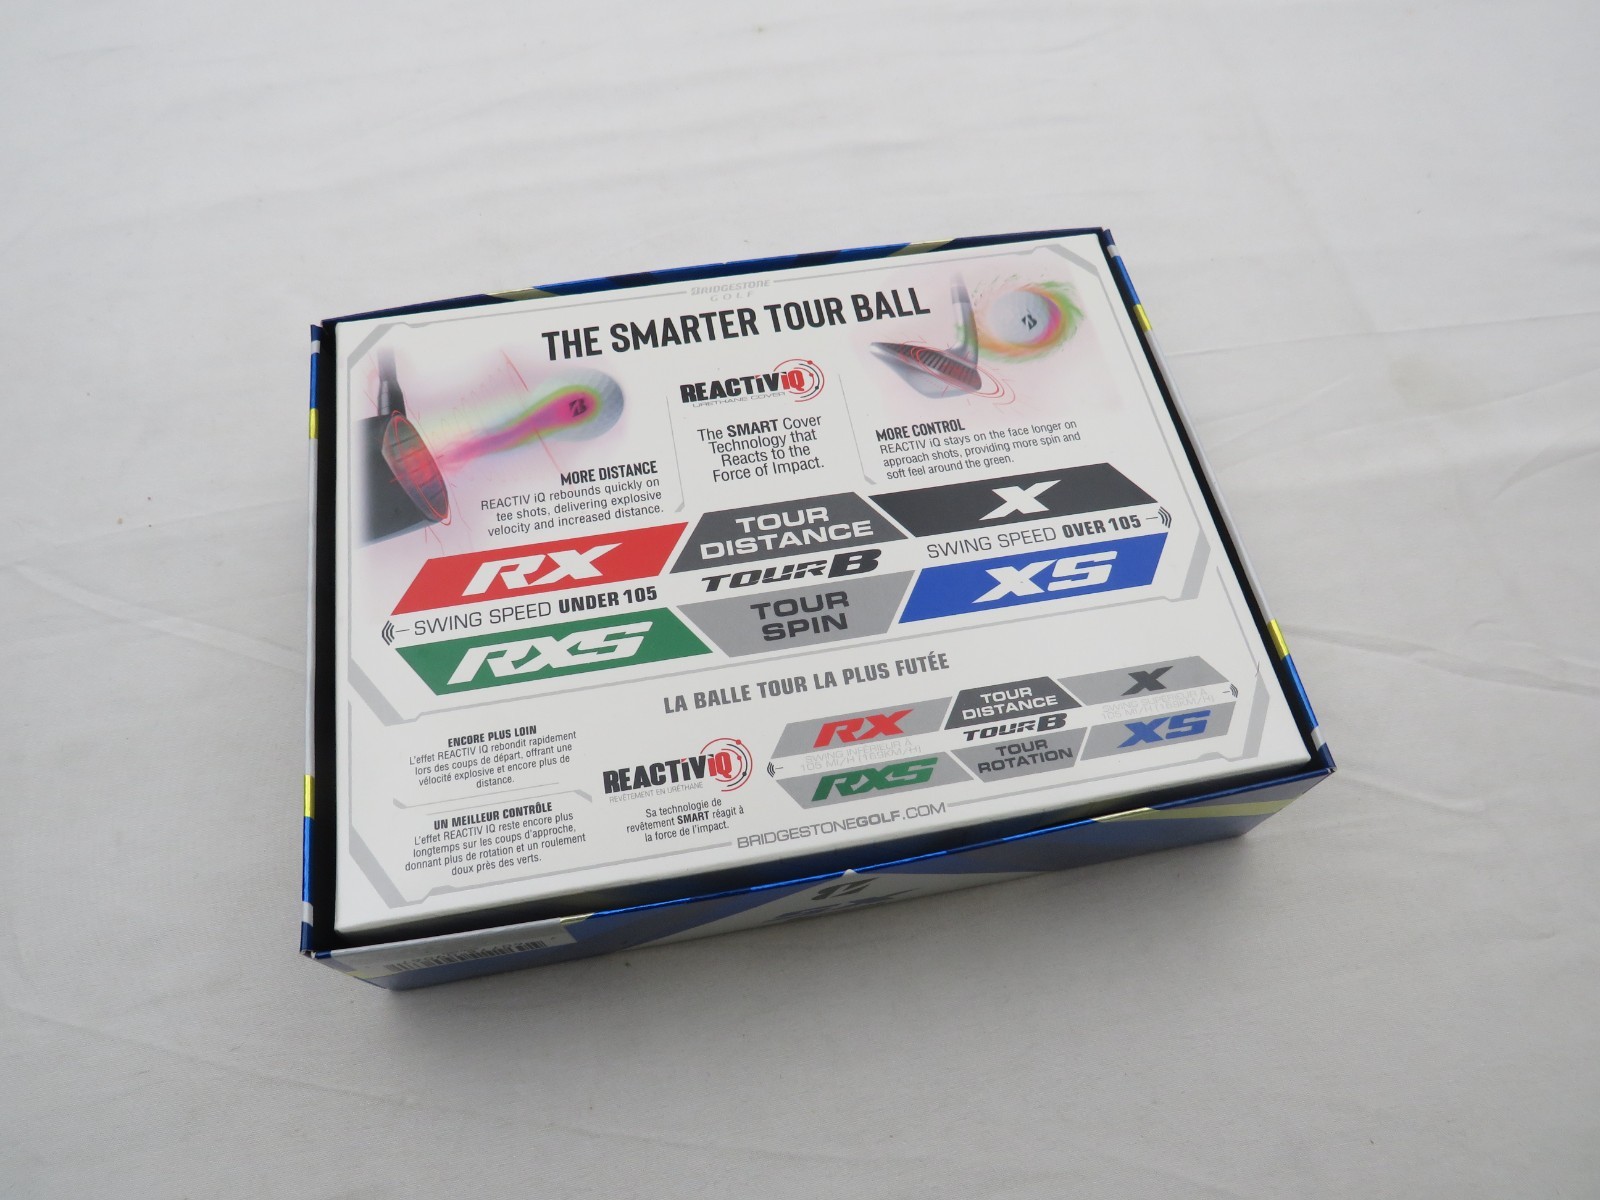 BRIDGESTONE
GOLF
THE SMARTER TOUR BALL
REACTIV iQ
URETHANE COVER
The SMART Cover
Technology that
Reacts to the
Force of Impact.
MORE DISTANCE
REACTIV iQ rebounds quickly on
tee shots, delivering explosive
velocity and increased distance.
MORE CONTROL
REACTIV iQ stays on the face longer on
approach shots, providing more spin and
soft feel around the green.
RX
TOUR
DISTANCE
X
SWING SPEED UNDER 105
TOUR B
SWING SPEED OVER 105
RXS
TOUR
SPIN
XS
LA BALLE TOUR LA PLUS FUTÉE
ENCORE PLUS LOIN
L'effet REACTIV IQ rebondit rapidement
lors des coups de départ, offrant une
vélocité explosive et encore plus de
distance.
UN MEILLEUR CONTRÔLE
L'effet REACTIV IQ reste encore plus
longtemps sur les coups d'approche,
donnant plus de rotation et un roulement
doux près des verts.
REACTIV iQ
REVÊTEMENT EN URÉTHANE
Sa technologie de
revêtement SMART réagit à
la force de l'impact.
RX
TOUR
DISTANCE
X
SWING INFÉRIEUR À
105 MI/H (169KM/H)
TOUR B
RXS
TOUR
ROTATION
XS
BRIDGESTONEGOLF.COM